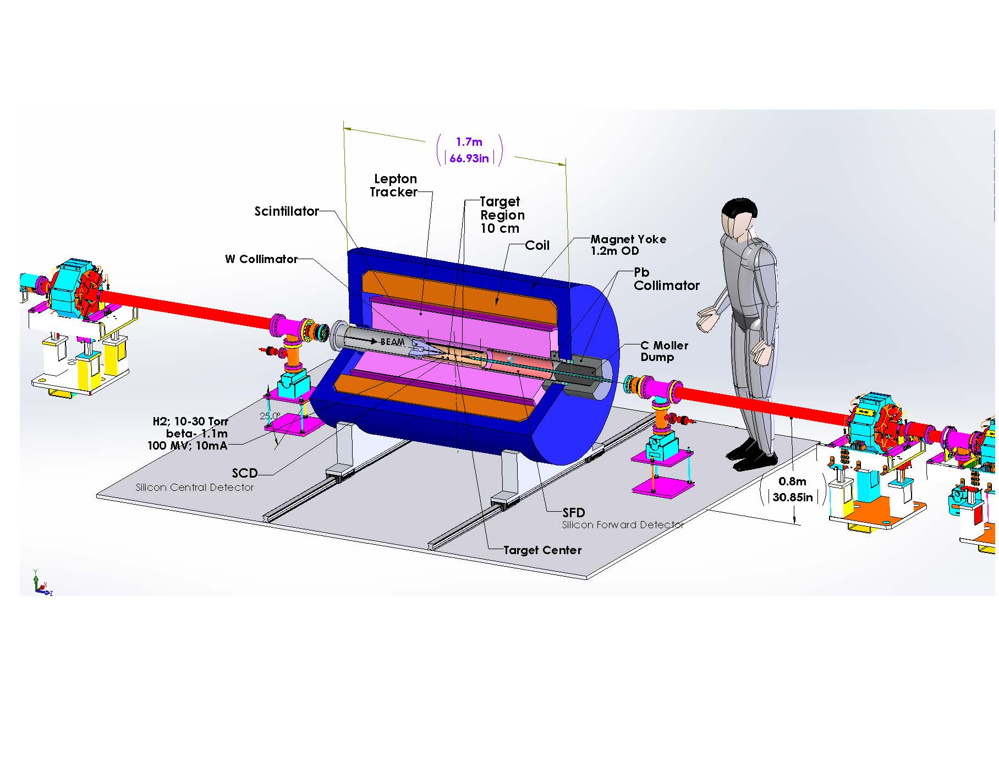 1.7m
66.93in
Lepton
Tracker
Target
Region
10 cm
Scintillator
Coil
Magnet Yoke
1.2m OD
W Collimator
Pb
Collimator
BEAM
C Moller
Dump
25.0°
H2; 10-30 Torr
beta- 1.1m
100 MV; 10mA
SCD
Silicon Central Detector
0.8m
30.85in
SFD
Silicon Forward Detector
Target Center
Y
X
Z